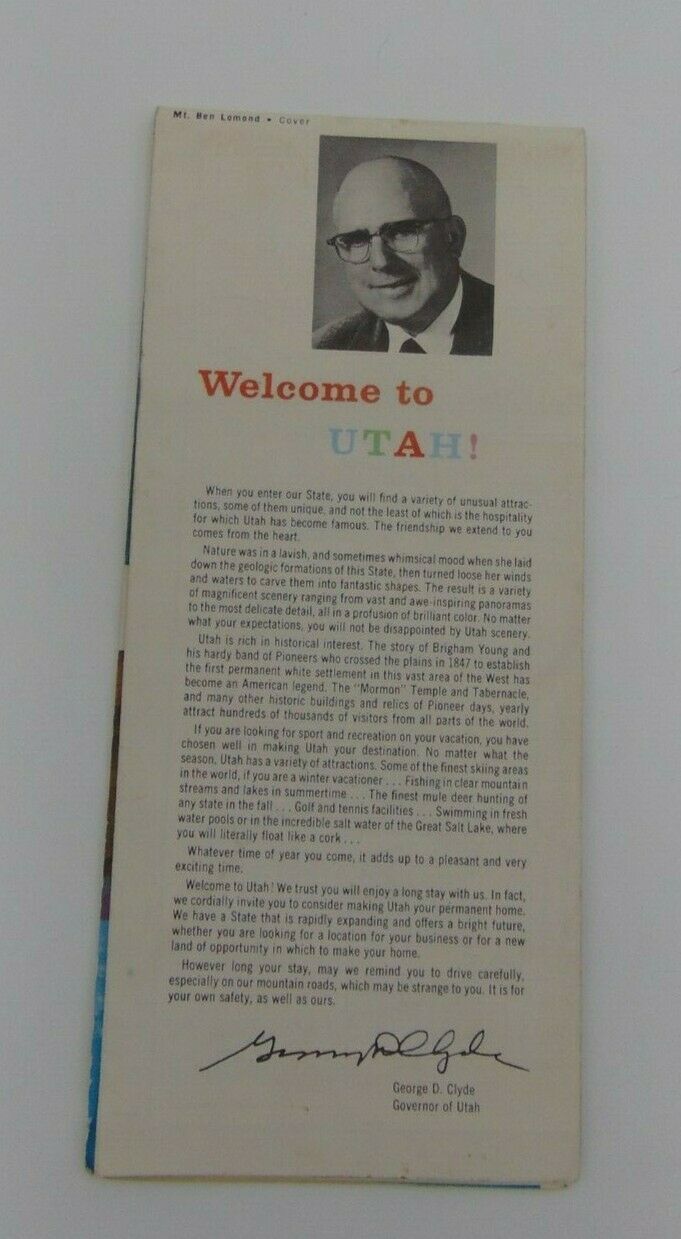 Mt. Ben Lomond • Cover
Welcome to
UTAH!
When you enter our State, you will find a variety of unusual attrac-
tions, some of them unique, and not the least of which is the hospitality
for which Utah has become famous. The friendship we extend to you
comes from the heart.
Nature was in a lavish, and sometimes whimsical mood when she laid
down the geologic formations of this State, then turned loose her winds
and waters to carve them into fantastic shapes. The result is a variety
of magnificent scenery ranging from vast and awe-inspiring panoramas
to the most delicate detail, all in a profusion of brilliant color. No matter
what your expectations, you will not be disappointed by Utah scenery.
Utah is rich in historical interest. The story of Brigham Young and
his hardy band of Pioneers who crossed the plains in 1847 to establish
the first permanent white settlement in this vast area of the West has
become an American legend. The "Mormon" Temple and Tabernacle,
and many other historic buildings and relics of Pioneer days, yearly
attract hundreds of thousands of visitors from all parts of the world.
If you are looking for sport and recreation on your vacation, you have
chosen well in making Utah your destination. No matter what the
season, Utah has a variety of attractions. Some of the finest skiing areas
in the world, if you are a winter vacationer . . . Fishing in clear mountain
streams and lakes in summertime . . . The finest mule deer hunting of
any state in the fall . . . Golf and tennis facilities . . . Swimming in fresh
water pools or in the incredible salt water of the Great Salt Lake, where
you will literally float like a cork . . .
Whatever time of year you come, it adds up to a pleasant and very
exciting time.
Welcome to Utah! We trust you will enjoy a long stay with us. In fact,
we cordially invite you to consider making Utah your permanent home.
We have a State that is rapidly expanding and offers a bright future,
whether you are looking for a location for your business or for a new
land of opportunity in which to make your home.
However long your stay, may we remind you to drive carefully,
especially on our mountain roads, which may be strange to you. It is for
your own safety, as well as ours.
George D. Clyde
George D. Clyde
Governor of Utah